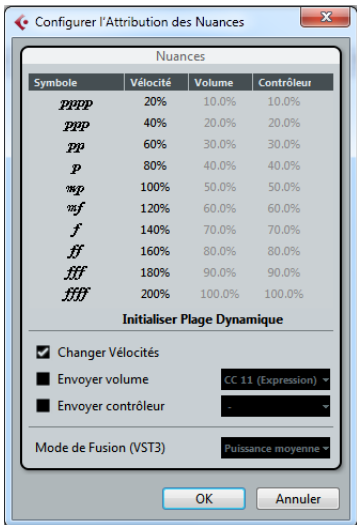 Configurer l'Attribution des Nuances
Nuances
Symbole Vélocité Volume Contrôleur
pppp 20% 10.0% 10.0%
ppp 40% 20.0% 20.0%
pp 60% 30.0% 30.0%
p 80% 40.0% 40.0%
mp 100% 50.0% 50.0%
mf 120% 60.0% 60.0%
f 140% 70.0% 70.0%
ff 160% 80.0% 80.0%
fff 180% 90.0% 90.0%
ffff 200% 100.0% 100.0%
Initialiser Plage Dynamique
Changer Vélocités
Envoyer volume CC 11 (Expression)
Envoyer contrôleur -
Mode de Fusion (VST3) Puissance moyenne
OK Annuler